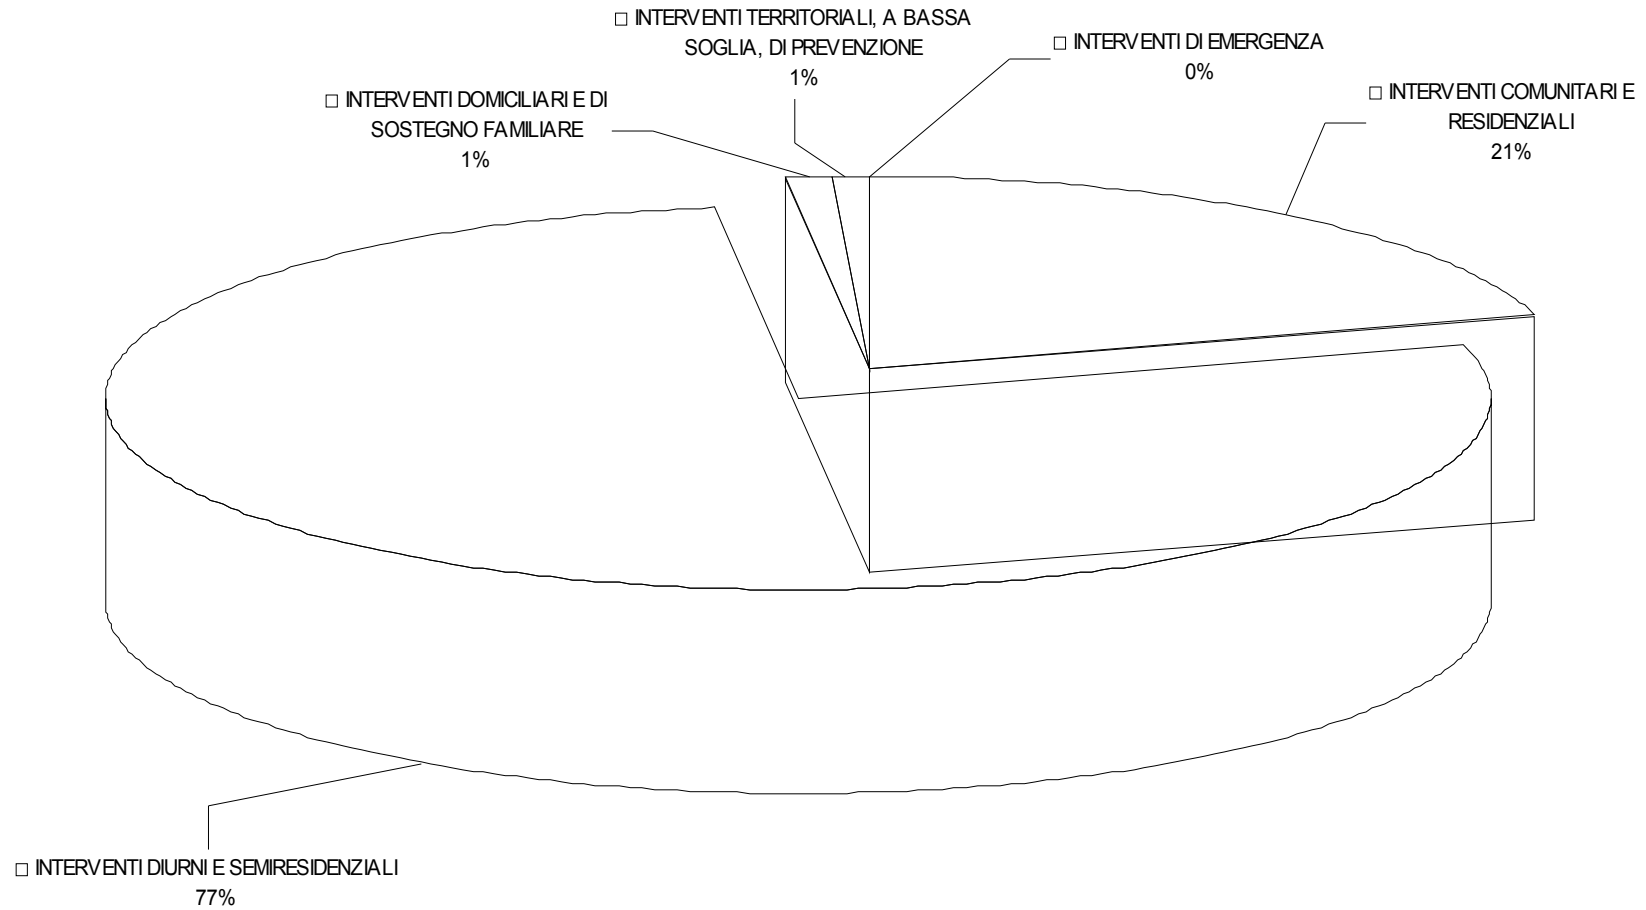 □ INTERVENTI TERRITORIALI, A BASSA
SOGLIA, DI PREVENZIONE
1%
□ INTERVENTI DI EMERGENZA
0%
□ INTERVENTI COMUNITARI E
RESIDENZIALI
21%
□ INTERVENTI DOMICILIARI E DI
SOSTEGNO FAMILIARE
1%
□ INTERVENTI DIURNI E SEMIRESIDENZIALI
77%